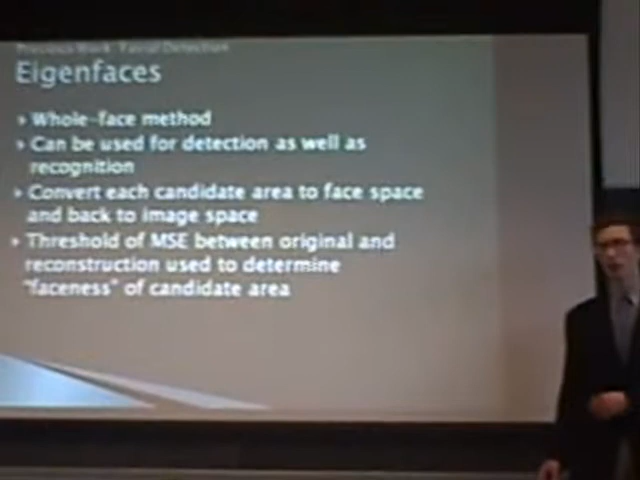 Previous Work: Facial Detection
Eigenfaces
Whole-face method
Can be used for detection as well as
recognition
Convert each candidate area to face space
and back to image space
Threshold of MSE between original and
reconstruction used to determine
"faceness" of candidate area